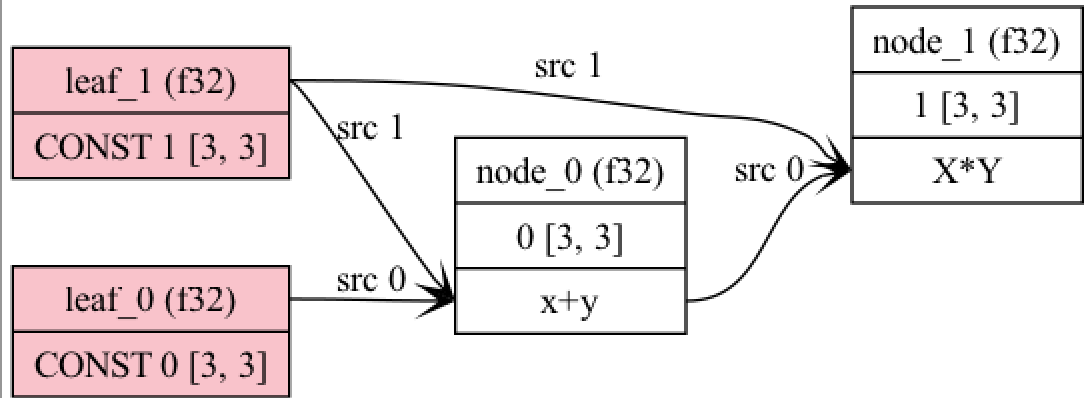 leaf_1 (f32)
CONST 1 [3, 3]
src 1
src 1
leaf_0 (f32)
CONST 0 [3, 3]
src 0
node_0 (f32)
0 [3, 3]
x+y
src 0
node_1 (f32)
1 [3, 3]
X*Y